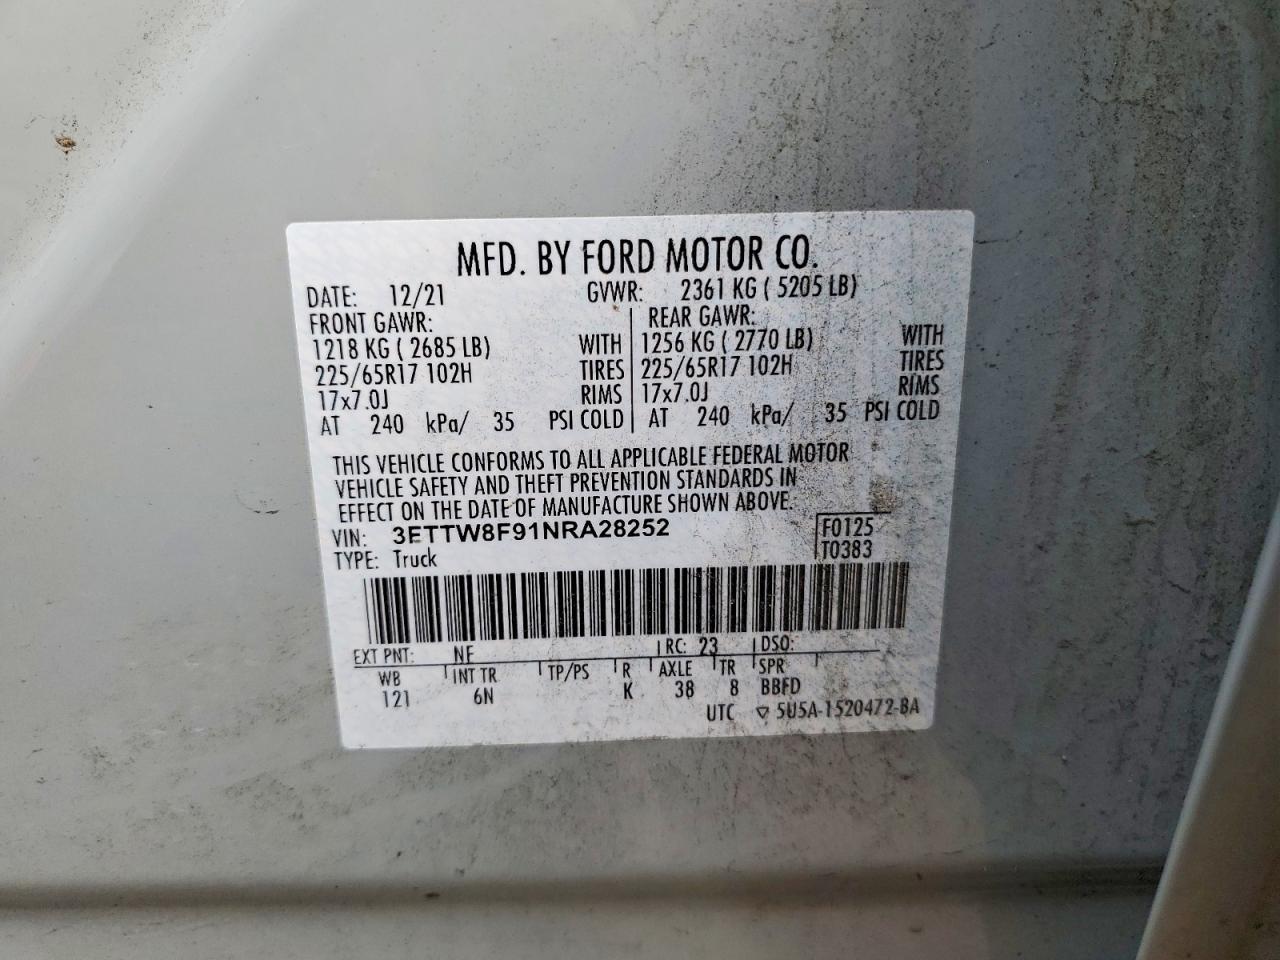 MFD. BY FORD MOTOR CO.
DATE: 12/21 GVWR: 2361 KG ( 5205 LB)
FRONT GAWR: REAR GAWR:
1218 KG ( 2685 LB) WITH 1256 KG ( 2770 LB) WITH
225/65R17 102H TIRES 225/65R17 102H TIRES
17x7.0J RIMS 17x7.0J RIMS
AT 240 kPa/ 35 PSI COLD AT 240 kPa/ 35 PSI COLD
THIS VEHICLE CONFORMS TO ALL APPLICABLE FEDERAL MOTOR
VEHICLE SAFETY AND THEFT PREVENTION STANDARDS IN
EFFECT ON THE DATE OF MANUFACTURE SHOWN ABOVE.
VIN: 3FTTW8F91NRA28252 F0125
TYPE: Truck T0383
EXT PNT: NF RC: 23 DSO:
WB INT TR TP/PS R AXLE TR SPR
121 6N K 38 8 BBFD
UTC ▽ 5U5A-1520472-BA